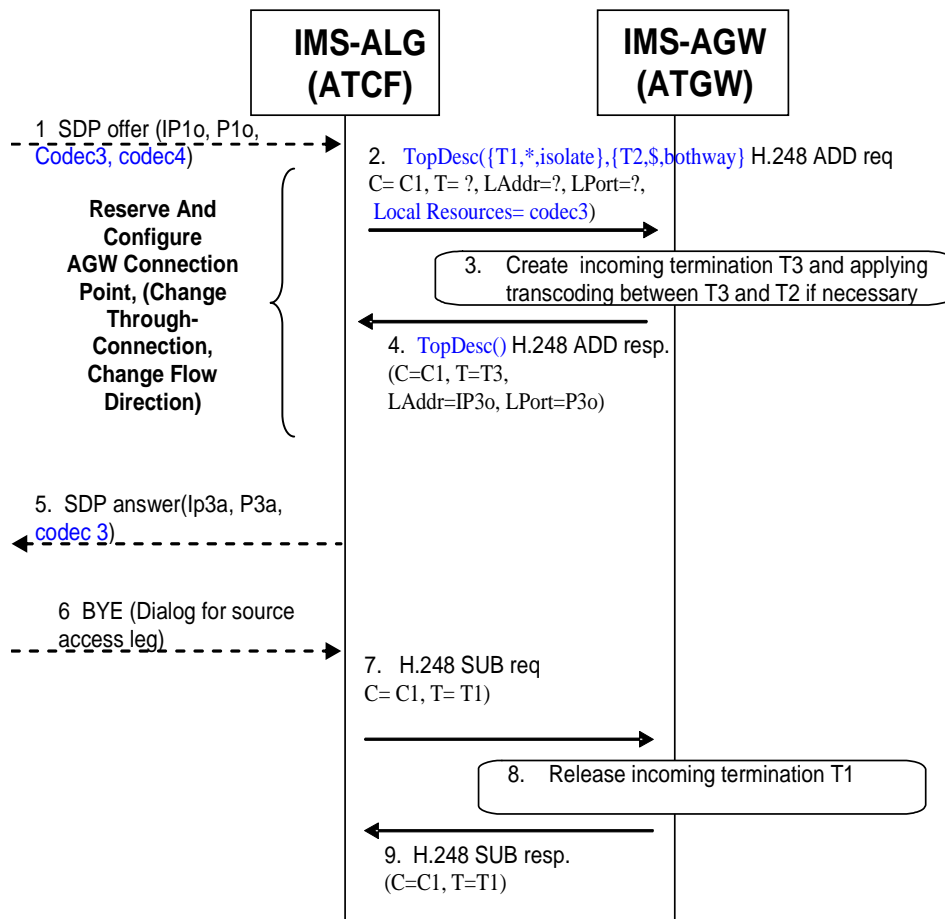 IMS-ALG
(ATCF)
IMS-AGW
(ATGW)
1 SDP offer (IP1o, P1o,
Codec3, codec4)
2. TopDesc({T1,*,isolate},{T2,$,bothway} H.248 ADD req
C= C1, T= ?, LAddr=?, LPort=?,
Local Resources= codec3)
Reserve And
Configure
AGW Connection
Point, (Change
Through-
Connection,
Change Flow
Direction)
3. Create incoming termination T3 and applying
transcoding between T3 and T2 if necessary
4. TopDesc() H.248 ADD resp.
(C=C1, T=T3,
LAddr=IP3o, LPort=P3o)
5. SDP answer(Ip3a, P3a,
codec 3)
6 BYE (Dialog for source
access leg)
7. H.248 SUB req
C= C1, T= T1)
8. Release incoming termination T1
9. H.248 SUB resp.
(C=C1, T=T1)